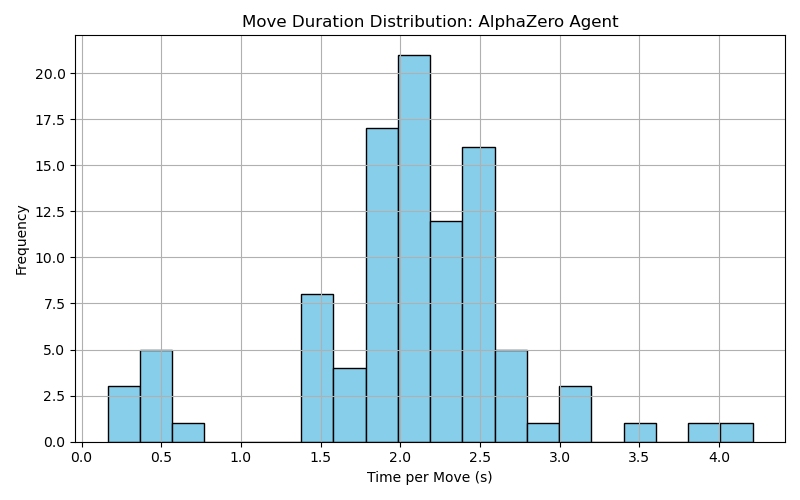 Move Duration Distribution: AlphaZero Agent
20.0
17.5
15.0
12.5
10.0
7.5
5.0
2.5
0.0
Frequency
0.0 0.5 1.0 1.5 2.0 2.5 3.0 3.5 4.0
Time per Move (s)